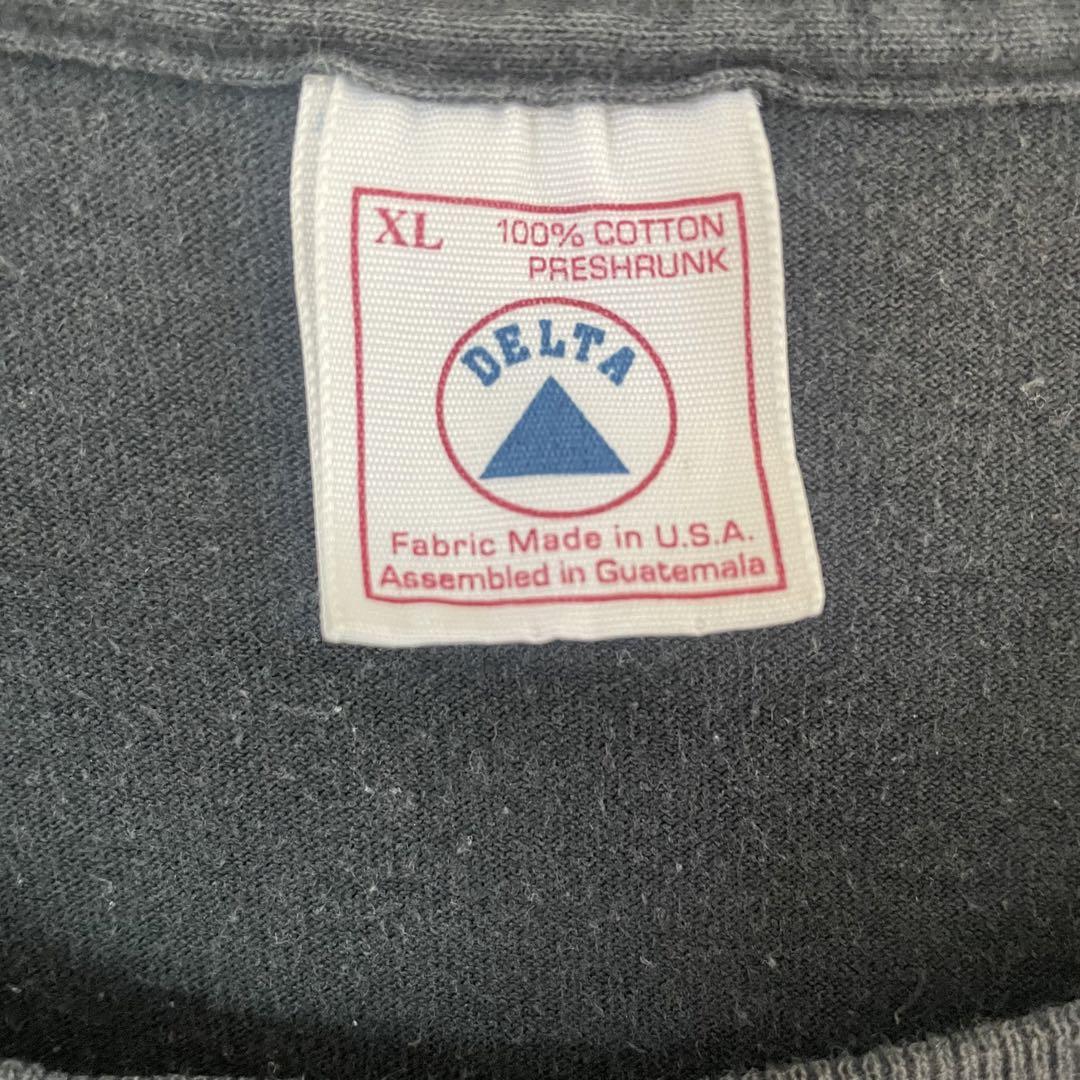 XL
100% COTTON
PRESHRUNK
DELTA
Fabric Made in U.S.A.
Assembled in Guatemala